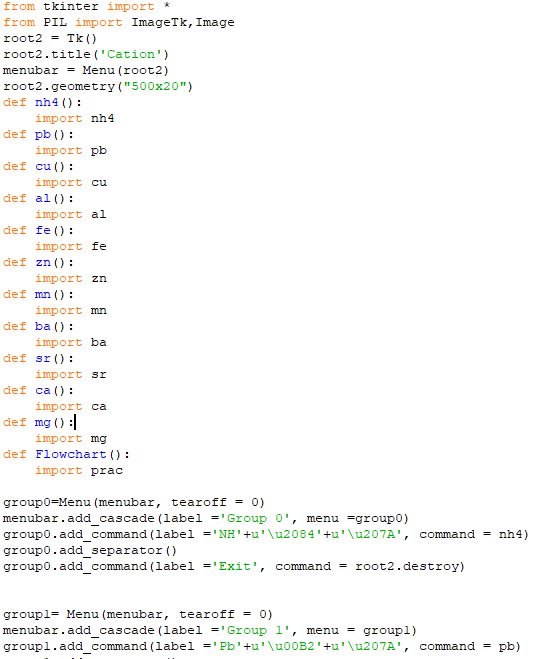 from tkinter import *
from PIL import ImageTk,Image
root2 = Tk()
root2.title('Cation')
menubar = Menu(root2)
root2.geometry("500x20")
def nh4():
    import nh4
def pb():
    import pb
def cu():
    import cu
def al():
    import al
def fe():
    import fe
def zn():
    import zn
def mn():
    import mn
def ba():
    import ba
def sr():
    import sr
def ca():
    import ca
def mg():
    import mg
def Flowchart():
    import prac

group0=Menu(menubar, tearoff = 0)
menubar.add_cascade(label ='Group 0', menu =group0)
group0.add_command(label ='NH'+u'\u2084'+u'\u207A', command = nh4)
group0.add_separator()
group0.add_command(label ='Exit', command = root2.destroy)


group1= Menu(menubar, tearoff = 0)
menubar.add_cascade(label ='Group 1', menu = group1)
group1.add_command(label ='Pb'+u'\u00B2'+u'\u207A', command = pb)